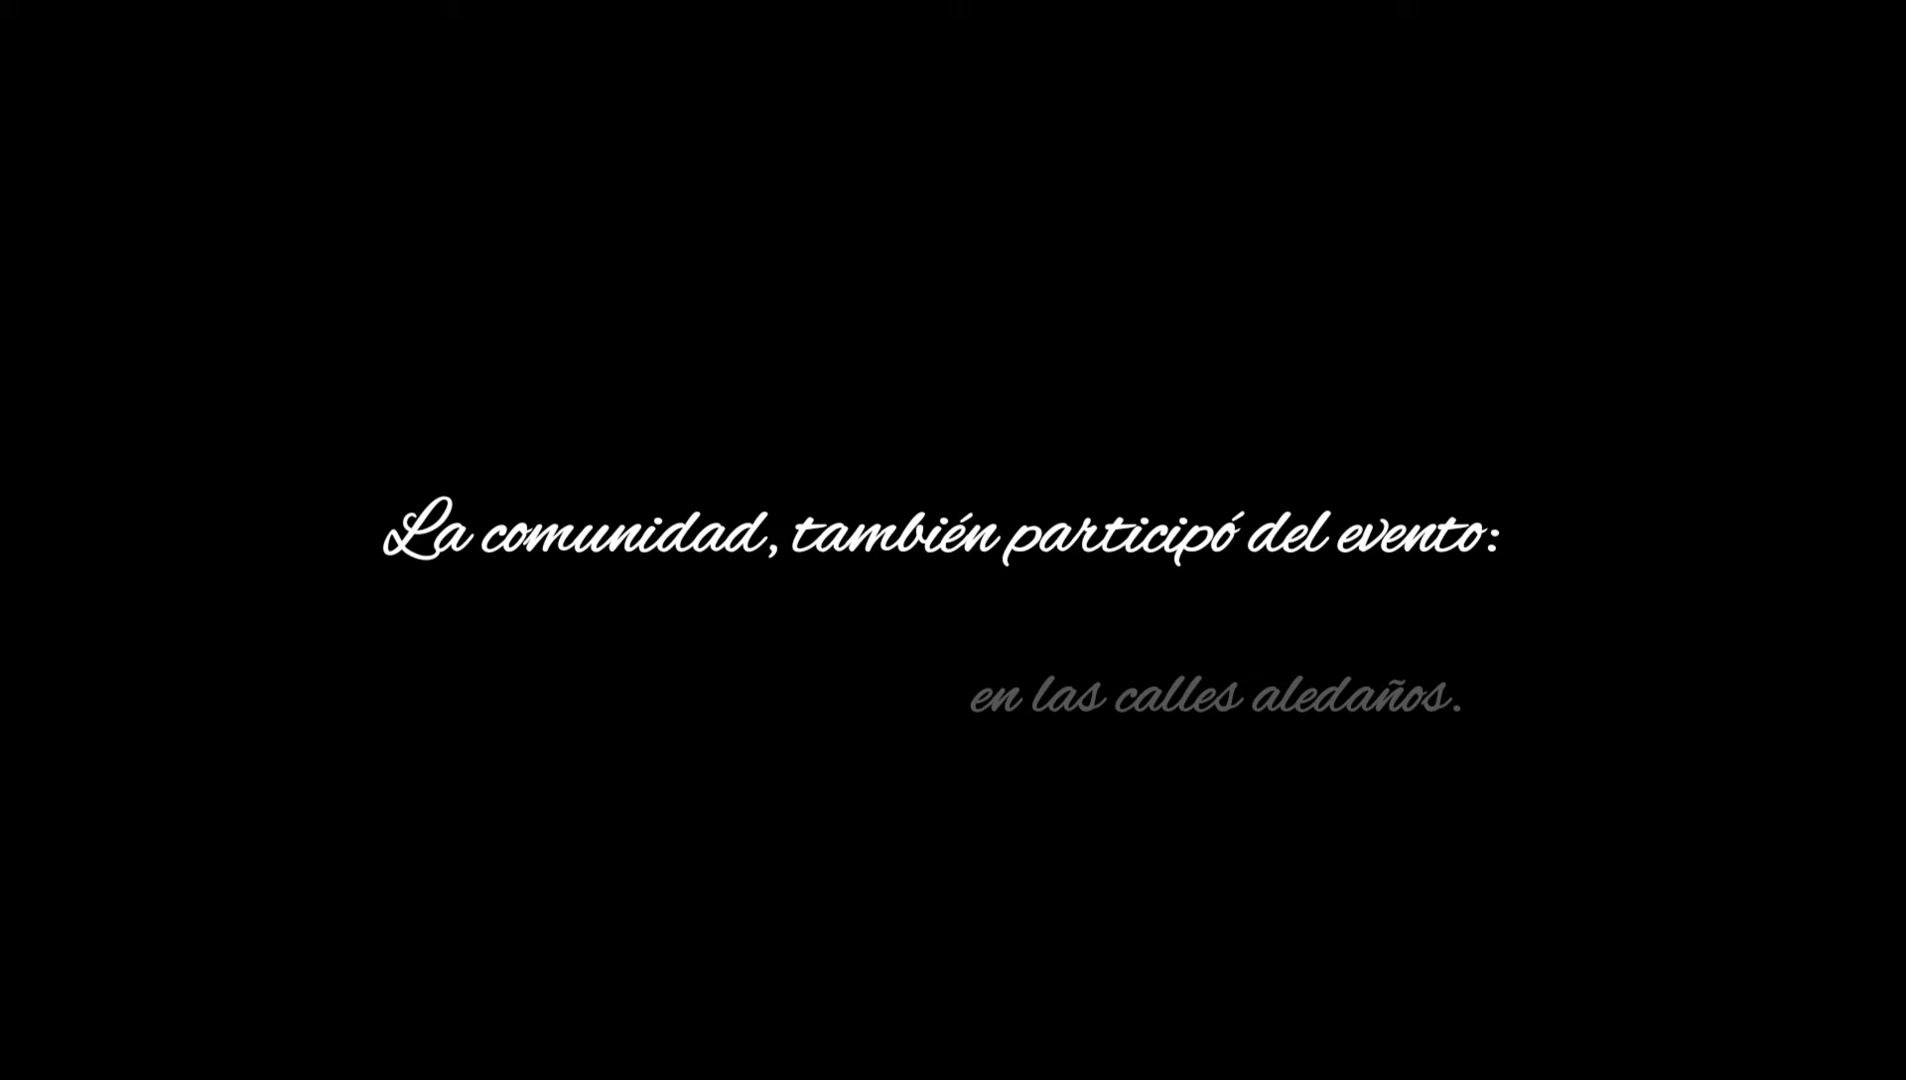 La comunidad, también participó del evento:
en las calles aledaños.